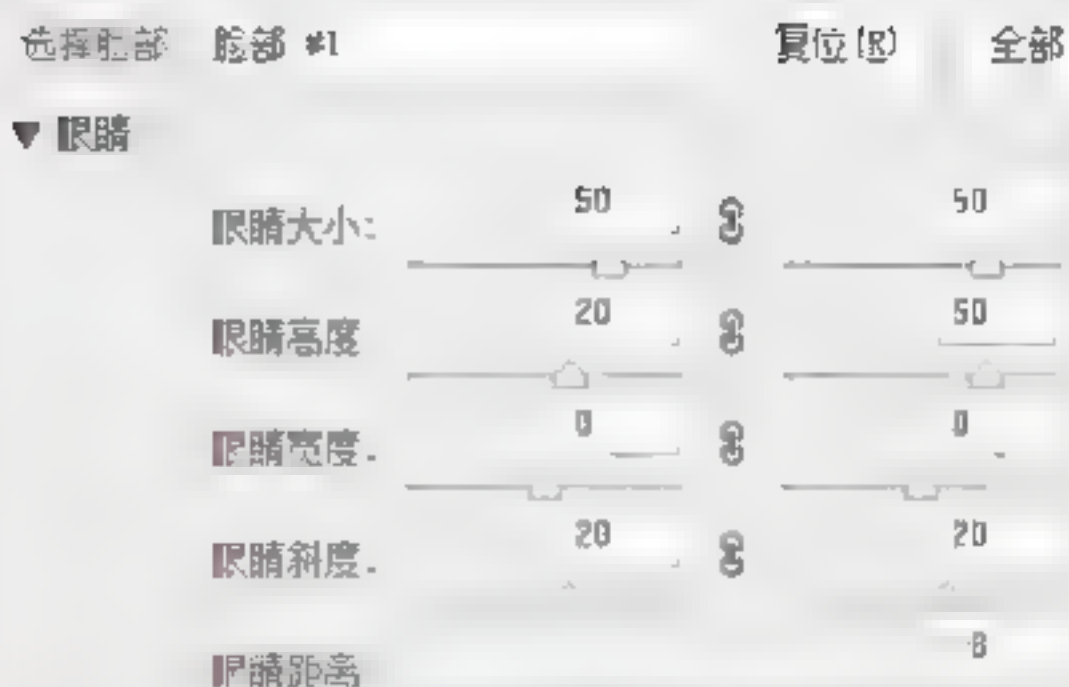 选择脸部 脸部 #1 复位(R) 全部
▼ 眼睛
眼睛大小: 50 50
眼睛高度 20 50
眼睛宽度 0 0
眼睛斜度 20 20
眼睛距离 -8